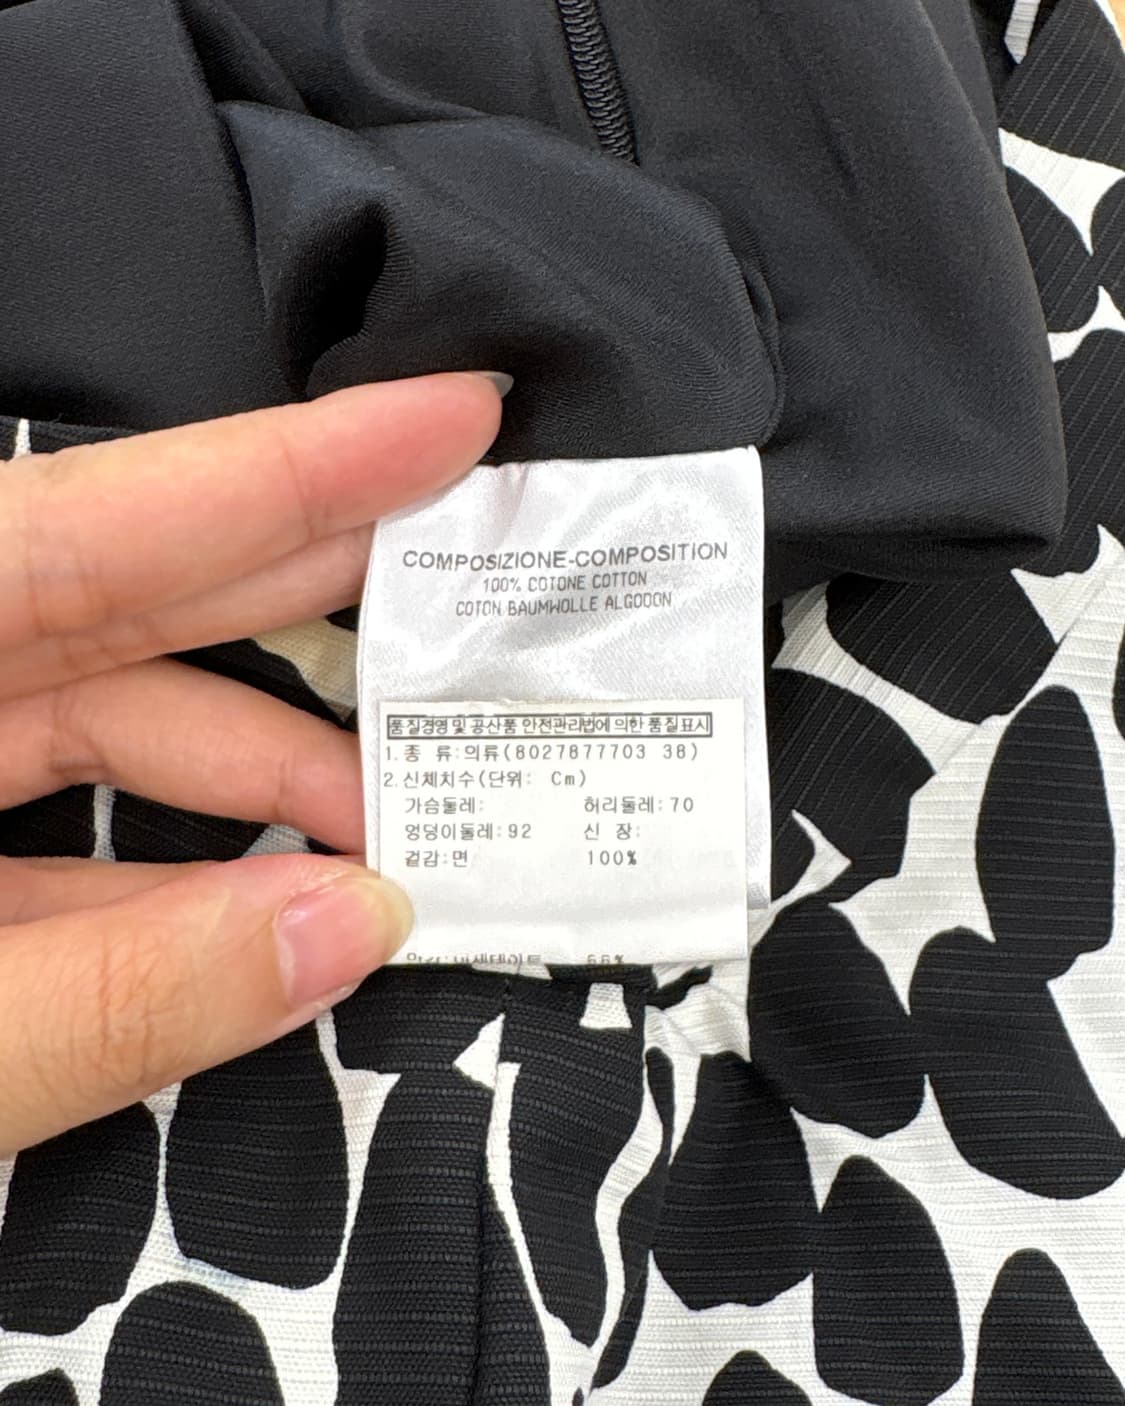 COMPOSIZIONE-COMPOSITION
100% COTONE COTTON
COTON BAUMWOLLE ALGODON
품질경영 및 공산품 안전관리법에 의한 품질표시
1. 종 류:의류(8027877703 38)
2. 신체치수(단위: Cm)
가슴둘레: 허리둘레:70
엉덩이둘레:92 신 장:
겉감:면 100%